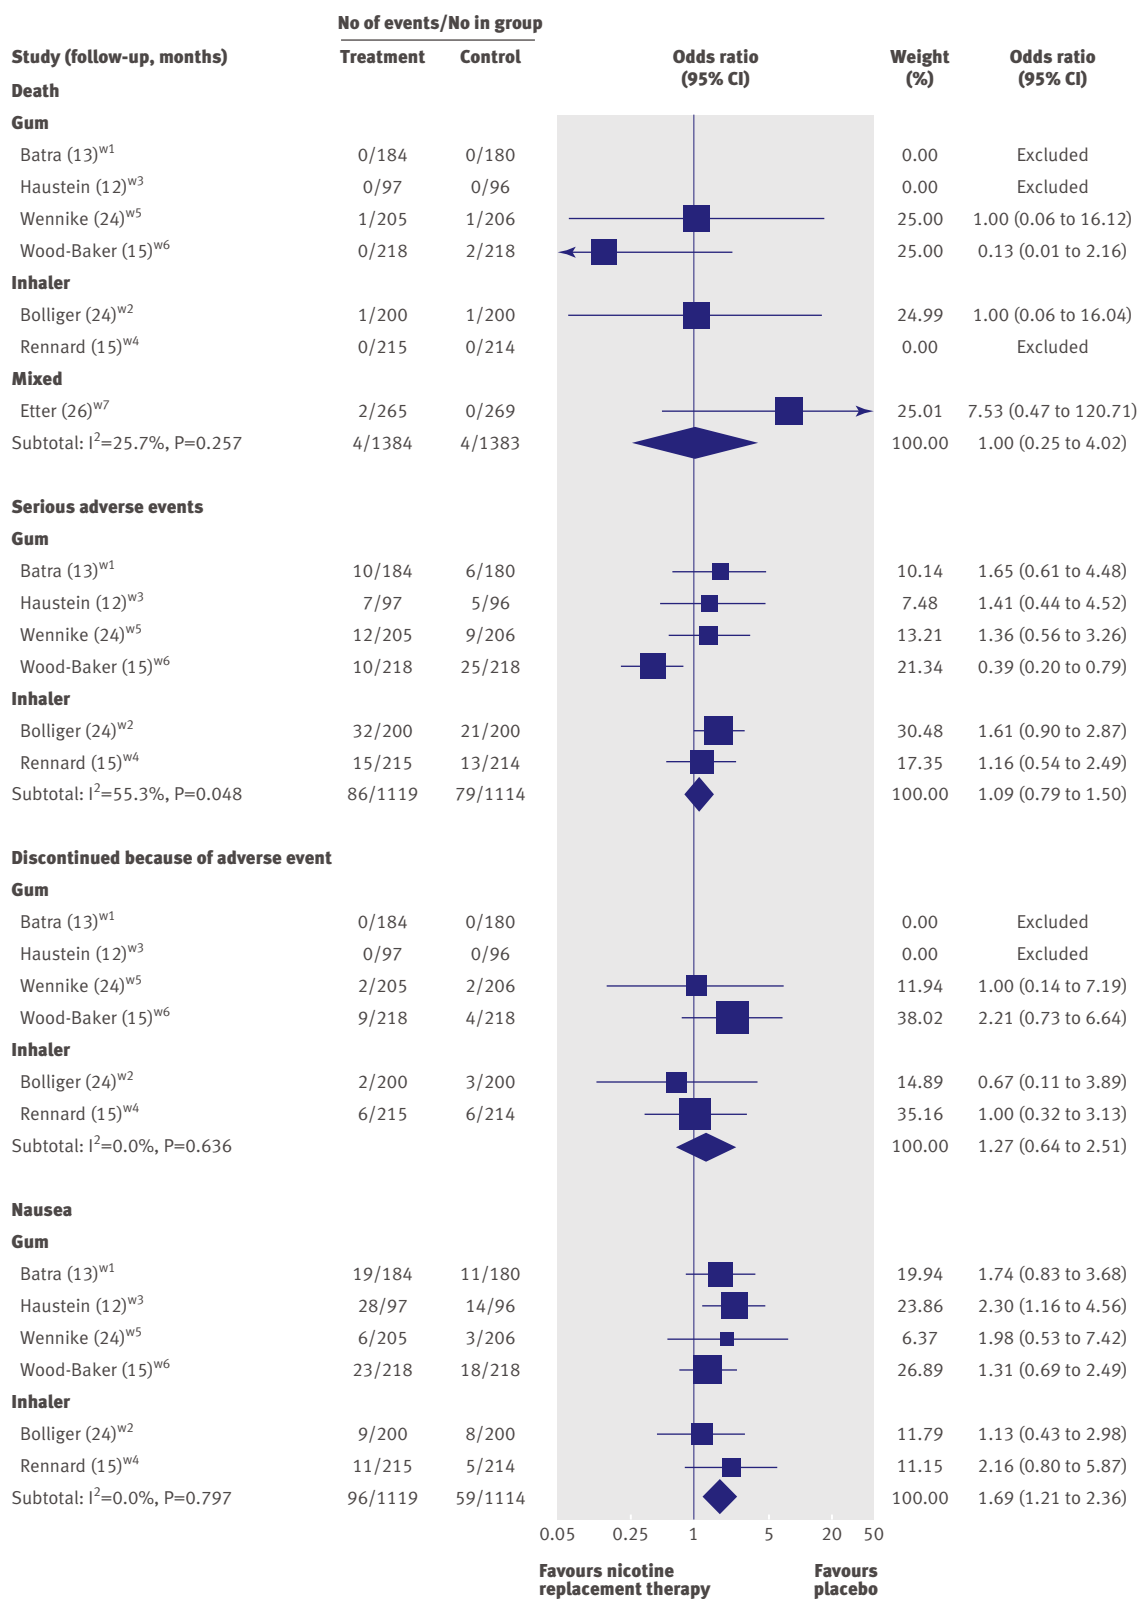 No of events/No in group
Study (follow-up, months) Treatment Control Odds ratio (95% CI) Weight (%) Odds ratio (95% CI)
Death
Gum
Batra (13)w1 0/184 0/180 0.00 Excluded
Haustein (12)w3 0/97 0/96 0.00 Excluded
Wennike (24)w5 1/205 1/206 25.00 1.00 (0.06 to 16.12)
Wood-Baker (15)w6 0/218 2/218 25.00 0.13 (0.01 to 2.16)
Inhaler
Bolliger (24)w2 1/200 1/200 24.99 1.00 (0.06 to 16.04)
Rennard (15)w4 0/215 0/214 0.00 Excluded
Mixed
Etter (26)w7 2/265 0/269 25.01 7.53 (0.47 to 120.71)
Subtotal: I2=25.7%, P=0.257 4/1384 4/1383 100.00 1.00 (0.25 to 4.02)
Serious adverse events
Gum
Batra (13)w1 10/184 6/180 10.14 1.65 (0.61 to 4.48)
Haustein (12)w3 7/97 5/96 7.48 1.41 (0.44 to 4.52)
Wennike (24)w5 12/205 9/206 13.21 1.36 (0.56 to 3.26)
Wood-Baker (15)w6 10/218 25/218 21.34 0.39 (0.20 to 0.79)
Inhaler
Bolliger (24)w2 32/200 21/200 30.48 1.61 (0.90 to 2.87)
Rennard (15)w4 15/215 13/214 17.35 1.16 (0.54 to 2.49)
Subtotal: I2=55.3%, P=0.048 86/1119 79/1114 100.00 1.09 (0.79 to 1.50)
Discontinued because of adverse event
Gum
Batra (13)w1 0/184 0/180 0.00 Excluded
Haustein (12)w3 0/97 0/96 0.00 Excluded
Wennike (24)w5 2/205 2/206 11.94 1.00 (0.14 to 7.19)
Wood-Baker (15)w6 9/218 4/218 38.02 2.21 (0.73 to 6.64)
Inhaler
Bolliger (24)w2 2/200 3/200 14.89 0.67 (0.11 to 3.89)
Rennard (15)w4 6/215 6/214 35.16 1.00 (0.32 to 3.13)
Subtotal: I2=0.0%, P=0.636 100.00 1.27 (0.64 to 2.51)
Nausea
Gum
Batra (13)w1 19/184 11/180 19.94 1.74 (0.83 to 3.68)
Haustein (12)w3 28/97 14/96 23.86 2.30 (1.16 to 4.56)
Wennike (24)w5 6/205 3/206 6.37 1.98 (0.53 to 7.42)
Wood-Baker (15)w6 23/218 18/218 26.89 1.31 (0.69 to 2.49)
Inhaler
Bolliger (24)w2 9/200 8/200 11.79 1.13 (0.43 to 2.98)
Rennard (15)w4 11/215 5/214 11.15 2.16 (0.80 to 5.87)
Subtotal: I2=0.0%, P=0.797 96/1119 59/1114 100.00 1.69 (1.21 to 2.36)
0.05 0.25 1 5 20 50
Favours nicotine Favours
replacement therapy placebo